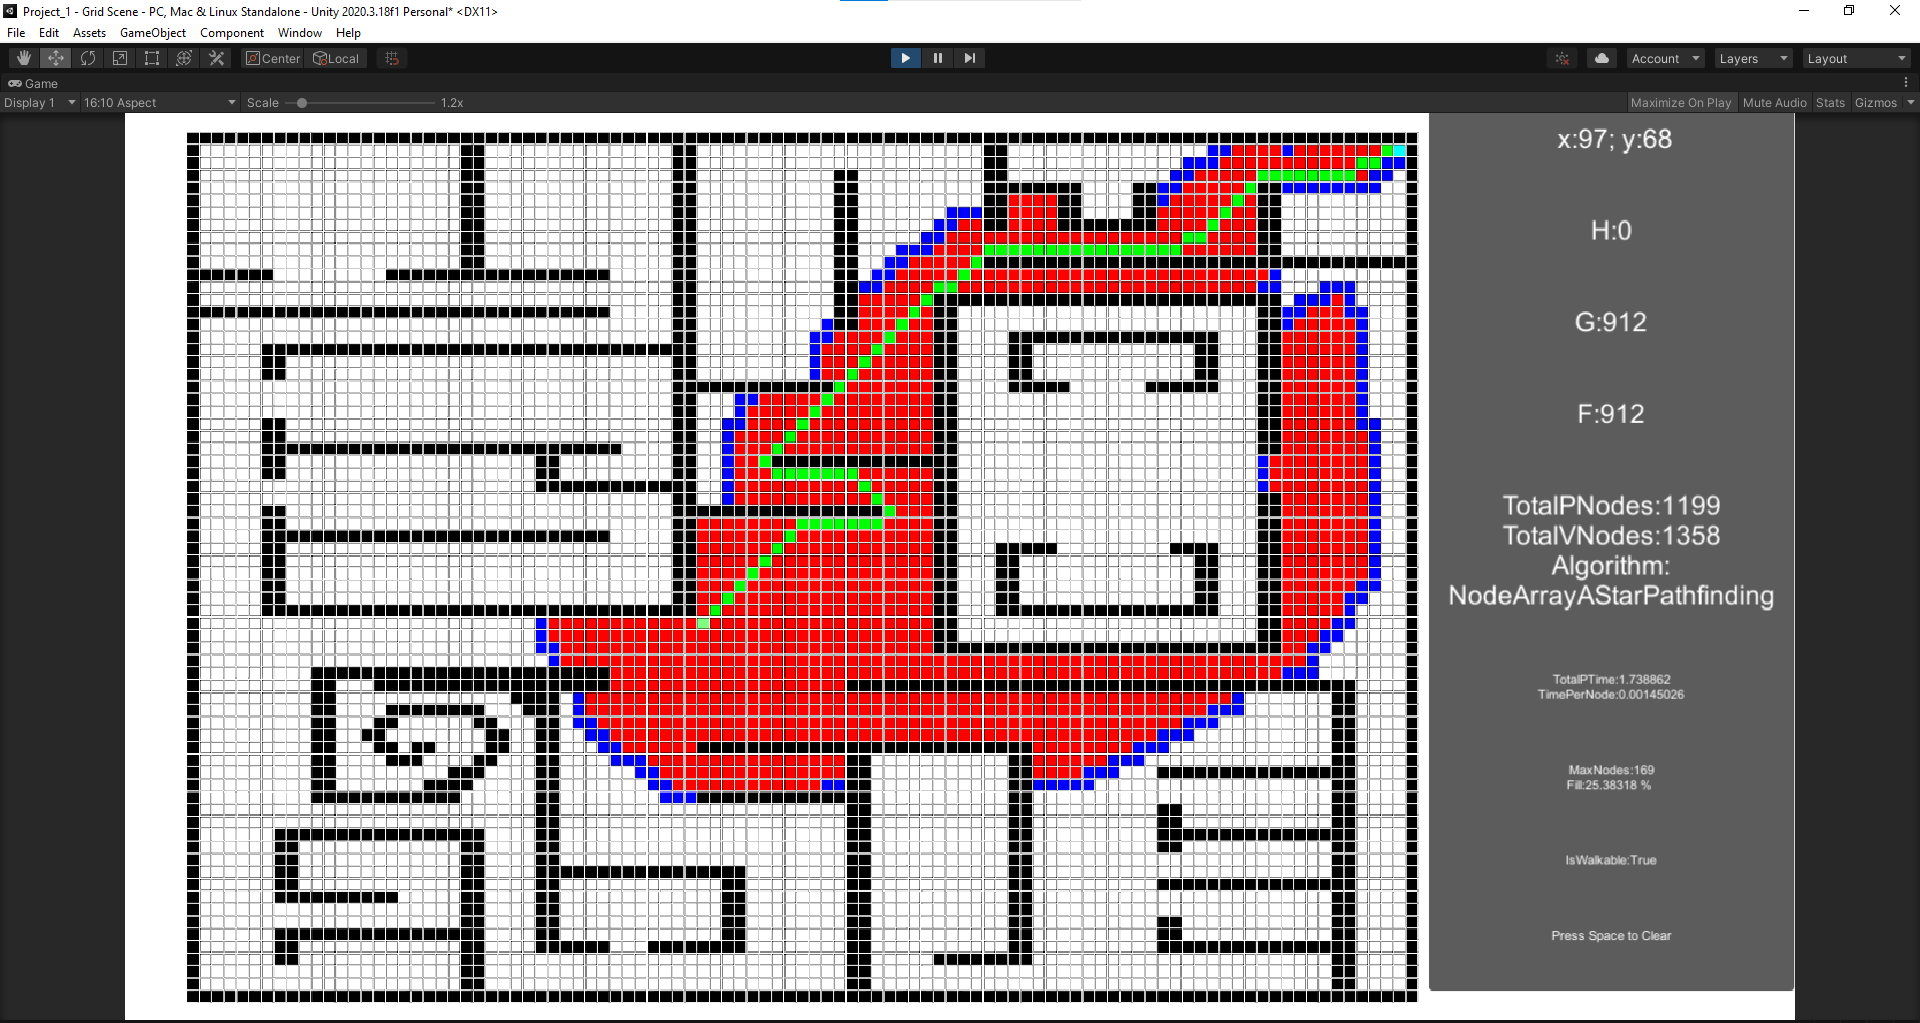 Project_1 - Grid Scene - PC, Mac & Linux Standalone - Unity 2020.3.18f1 Personal* <DX11>
File Edit Assets GameObject Component Window Help
Center Local Account Layers Layout
Game
Display 1 16:10 Aspect Scale 1.2x Maximize On Play Mute Audio Stats Gizmos
x:97; y:68
H:0
G:912
F:912
TotalPNodes:1199
TotalVNodes:1358
Algorithm:
NodeArrayAStarPathfinding
TotalPTime:1.738862
TimePerNode:0.00145026
MaxNodes:169
Fill:25.38318 %
IsWalkable:True
Press Space to Clear